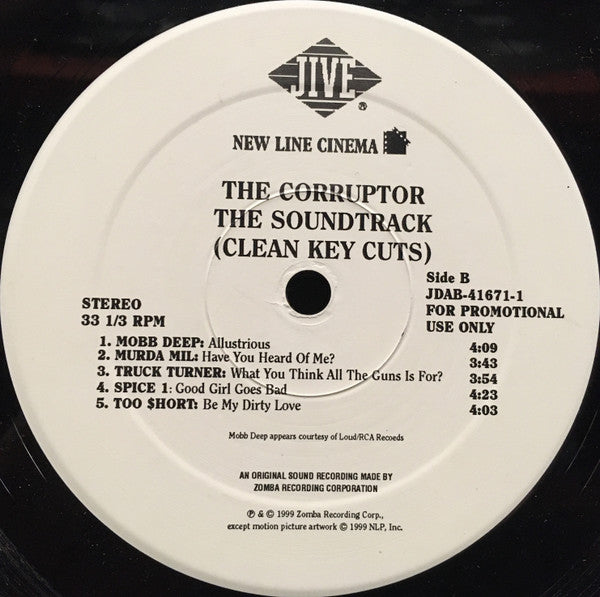 JIVE ®
NEW LINE CINEMA
THE CORRUPTOR
THE SOUNDTRACK
(CLEAN KEY CUTS)
Side B
JDAB-41671-1
FOR PROMOTIONAL
USE ONLY
STEREO
33 1/3 RPM
1. MOBB DEEP: Allustrious 4:09
2. MURDA MIL: Have You Heard Of Me? 3:43
3. TRUCK TURNER: What You Think All The Guns Is For? 3:54
4. SPICE 1: Good Girl Goes Bad 4:23
5. TOO $HORT: Be My Dirty Love 4:03
Mobb Deep appears courtesy of Loud/RCA Recoeds
AN ORIGINAL SOUND RECORDING MADE BY
ZOMBA RECORDING CORPORATION
℗ & © 1999 Zomba Recording Corp.,
except motion picture artwork © 1999 NLP, Inc.